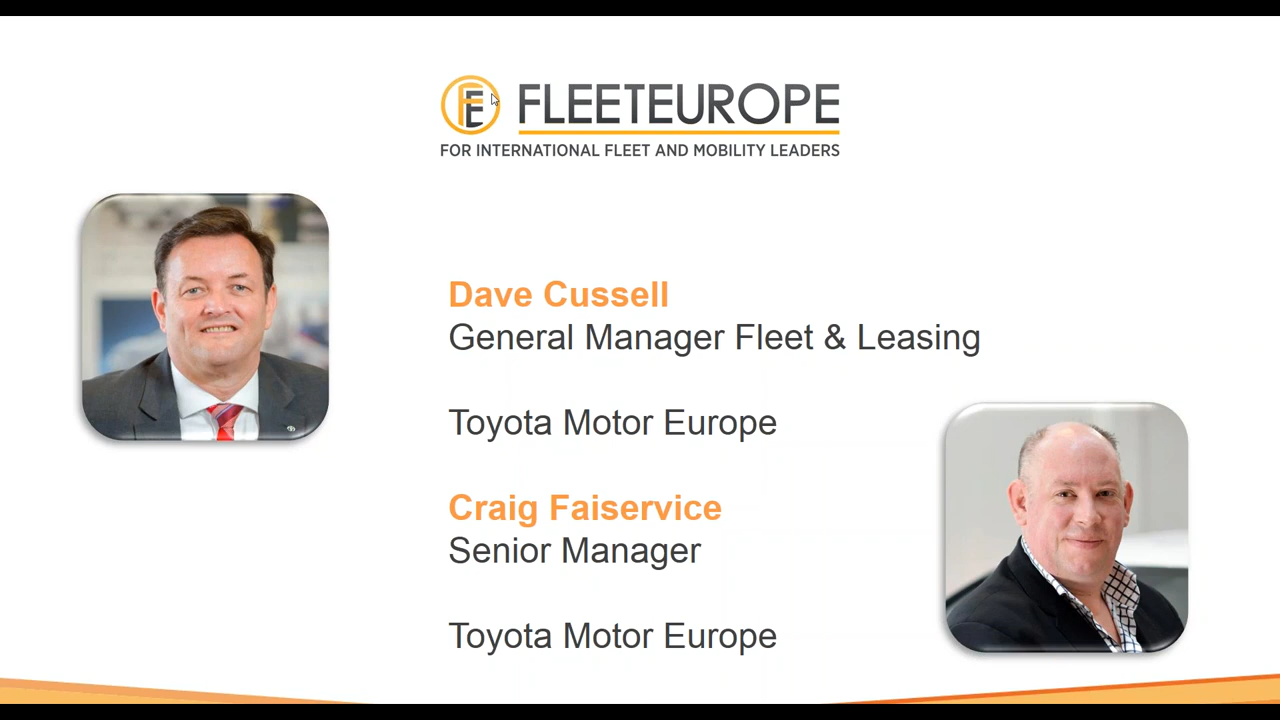 FE FLEETEUROPE
FOR INTERNATIONAL FLEET AND MOBILITY LEADERS
Dave Cussell
General Manager Fleet & Leasing
Toyota Motor Europe
Craig Faiservice
Senior Manager
Toyota Motor Europe